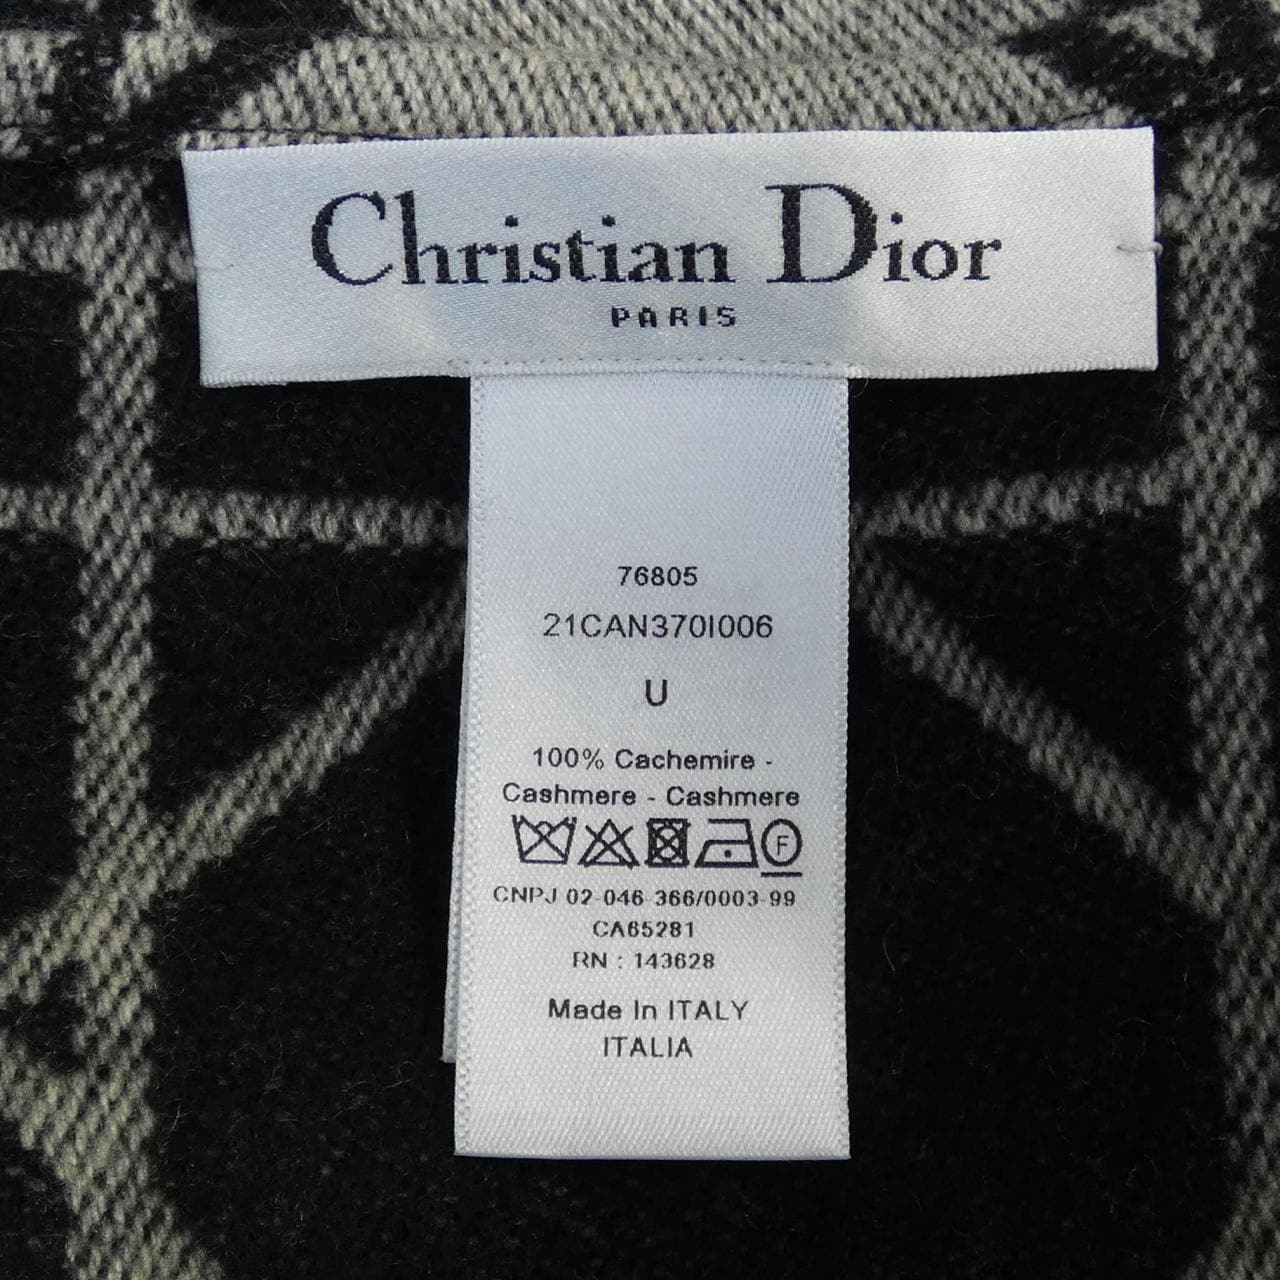 Christian Dior
PARIS
76805
21CAN370I006
U
100% Cachemire -
Cashmere - Cashmere
F
CNPJ 02-046-366/0003-99
CA65281
RN : 143628
Made In ITALY
ITALIA